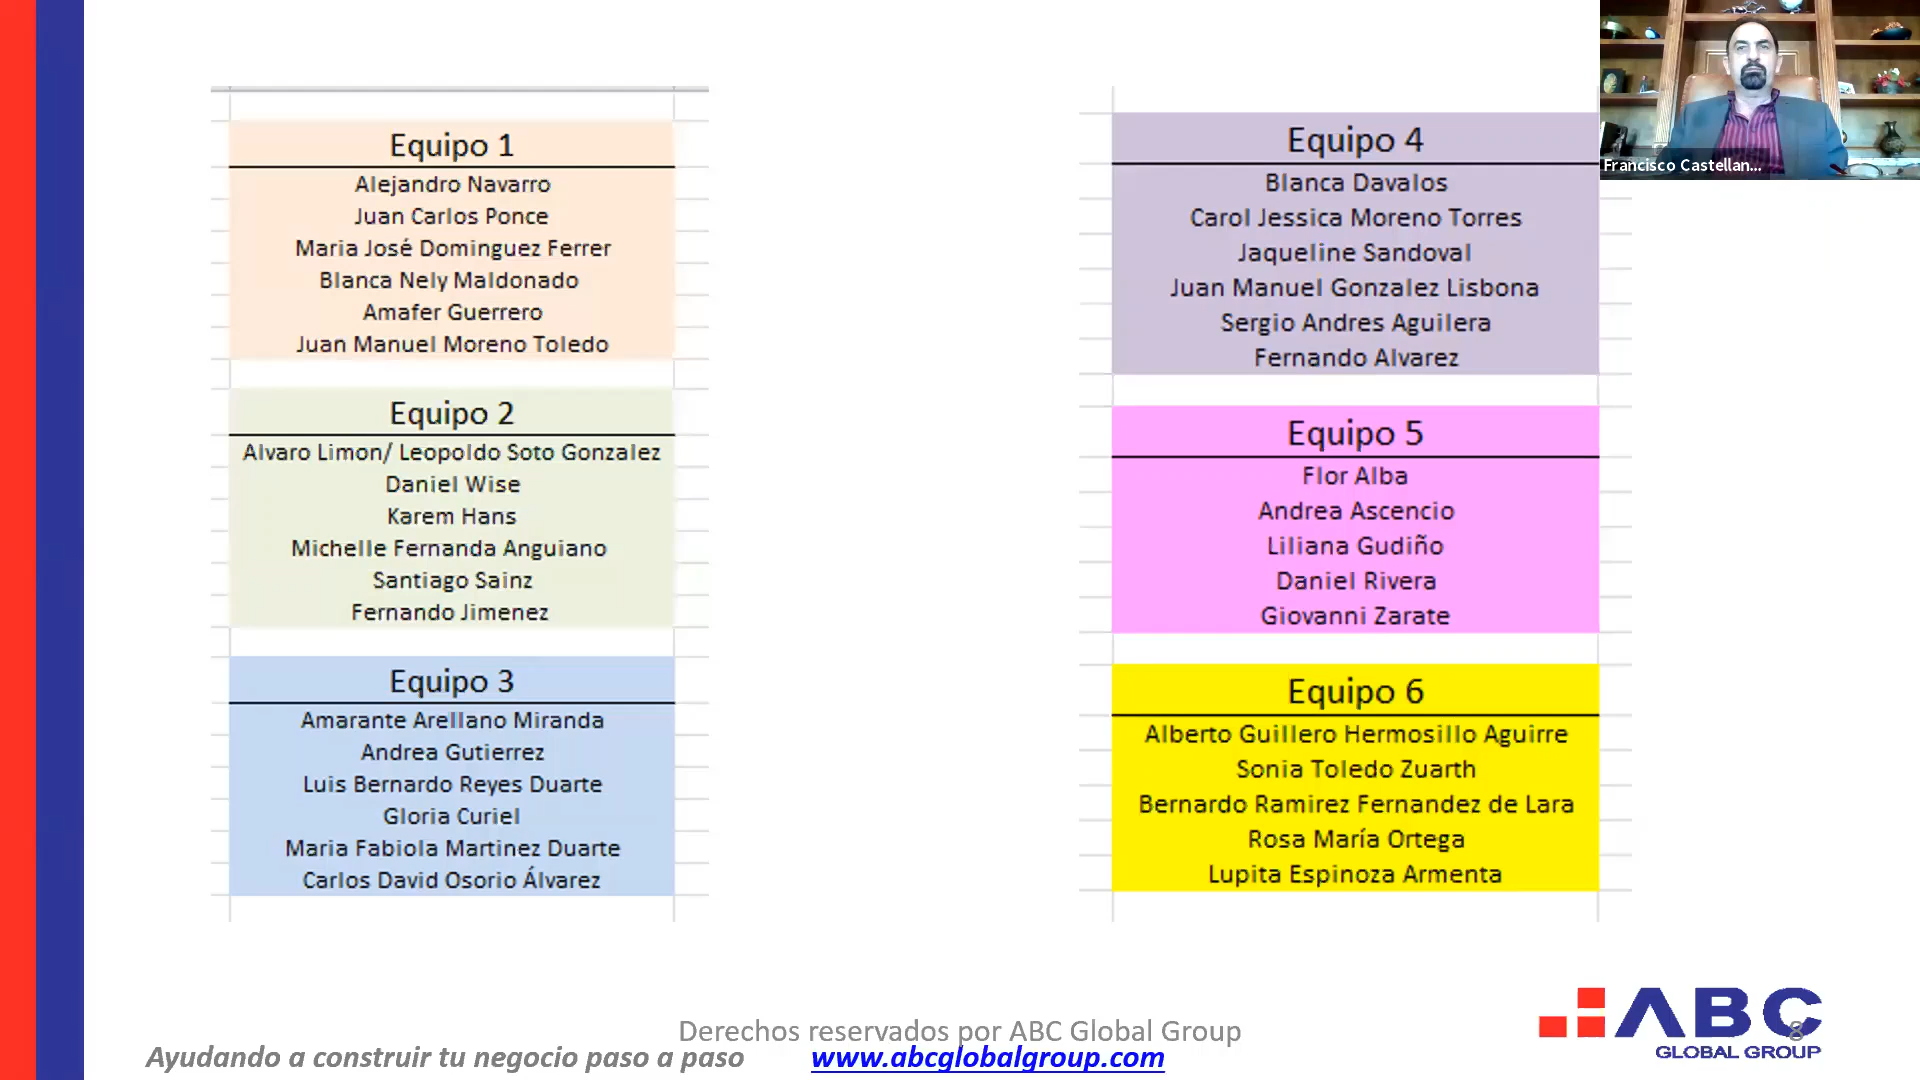 Equipo 1
Alejandro Navarro
Juan Carlos Ponce
Maria José Dominguez Ferrer
Blanca Nely Maldonado
Amafer Guerrero
Juan Manuel Moreno Toledo
Equipo 2
Alvaro Limon/ Leopoldo Soto Gonzalez
Daniel Wise
Karem Hans
Michelle Fernanda Anguiano
Santiago Sainz
Fernando Jimenez
Equipo 3
Amarante Arellano Miranda
Andrea Gutierrez
Luis Bernardo Reyes Duarte
Gloria Curiel
Maria Fabiola Martinez Duarte
Carlos David Osorio Álvarez
Equipo 4
Blanca Davalos
Carol Jessica Moreno Torres
Jaqueline Sandoval
Juan Manuel Gonzalez Lisbona
Sergio Andres Aguilera
Fernando Alvarez
Equipo 5
Flor Alba
Andrea Ascencio
Liliana Gudiño
Daniel Rivera
Giovanni Zarate
Equipo 6
Alberto Guillero Hermosillo Aguirre
Sonia Toledo Zuarth
Bernardo Ramirez Fernandez de Lara
Rosa María Ortega
Lupita Espinoza Armenta
Francisco Castellan...
Derechos reservados por ABC Global Group
Ayudando a construir tu negocio paso a paso www.abcglobalgroup.com
ABC
8
GLOBAL GROUP